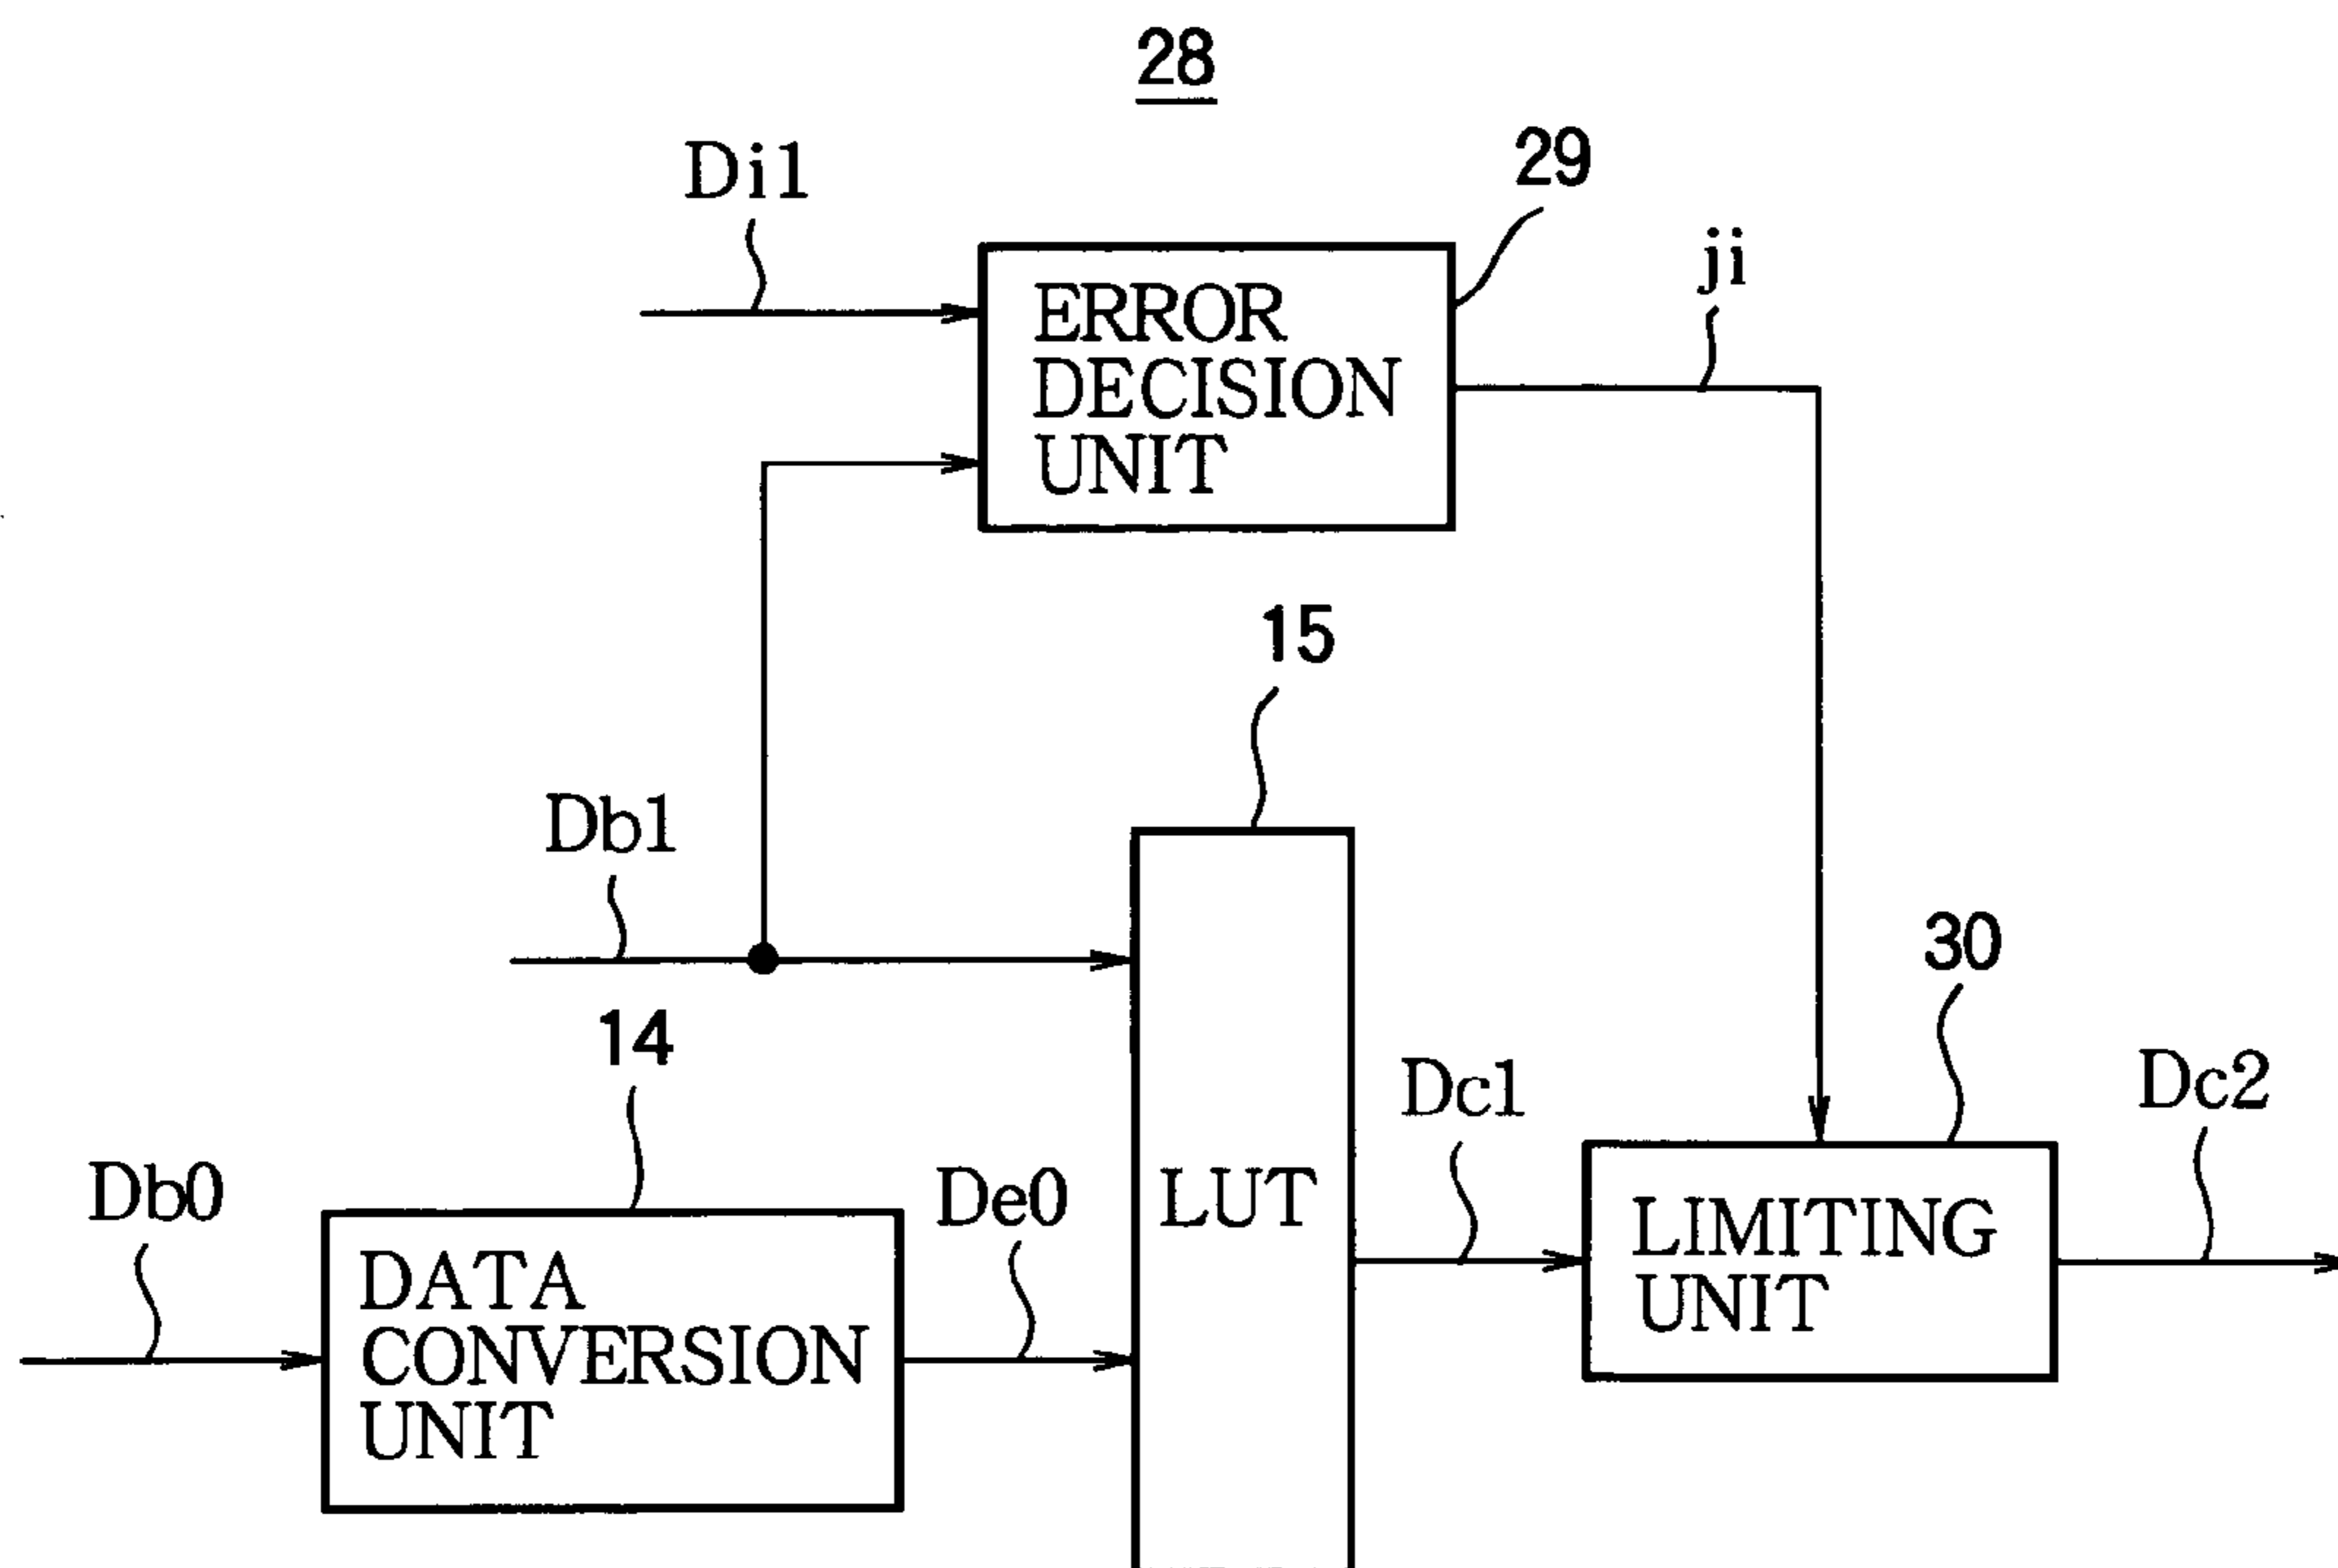 28
Di1
29
ji
ERROR
DECISION
UNIT
15
Db1
30
14
Dc1
Dc2
Db0
De0
LUT
LIMITING
UNIT
DATA
CONVERSION
UNIT